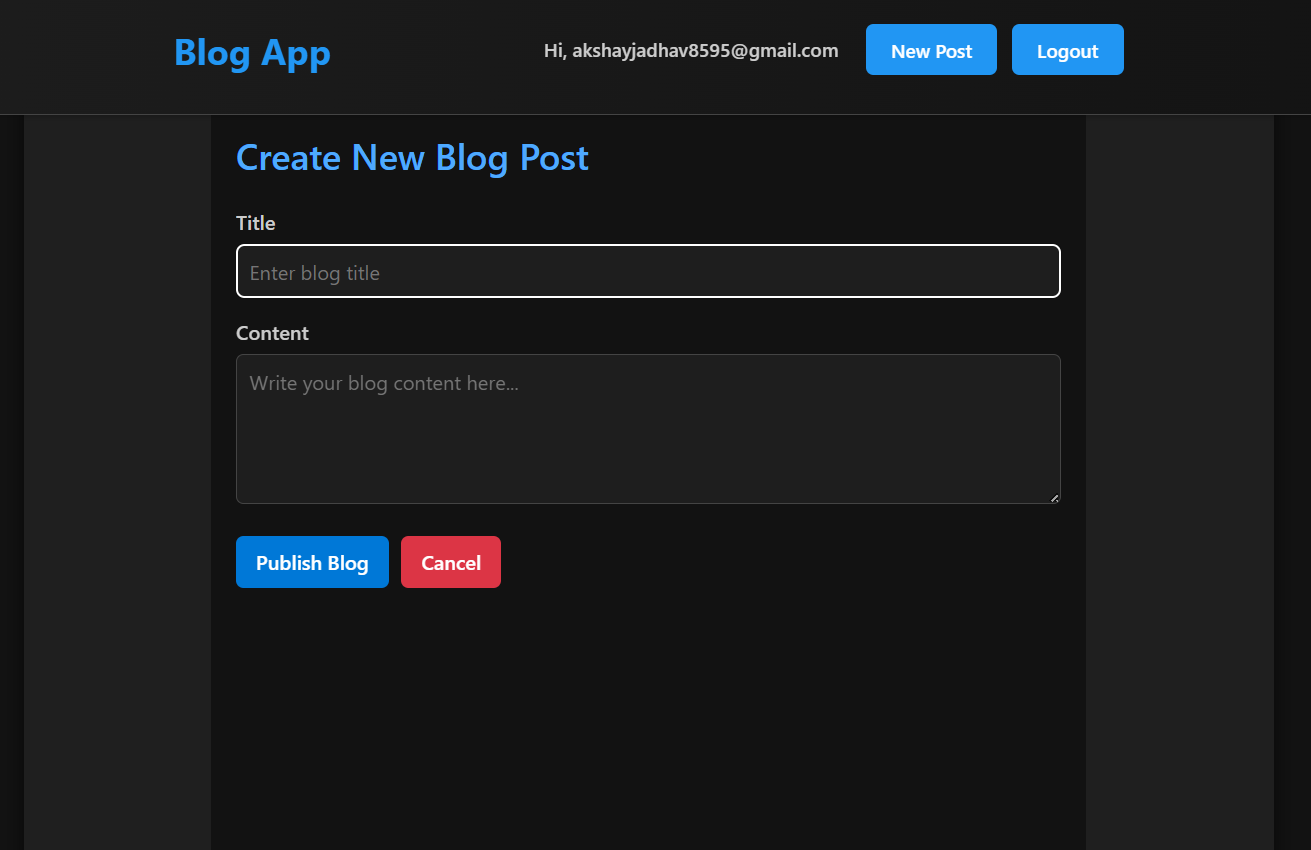 Blog App
Hi, akshayjadhav8595@gmail.com
New Post
Logout
Create New Blog Post
Title
Enter blog title
Content
Write your blog content here...
Publish Blog
Cancel